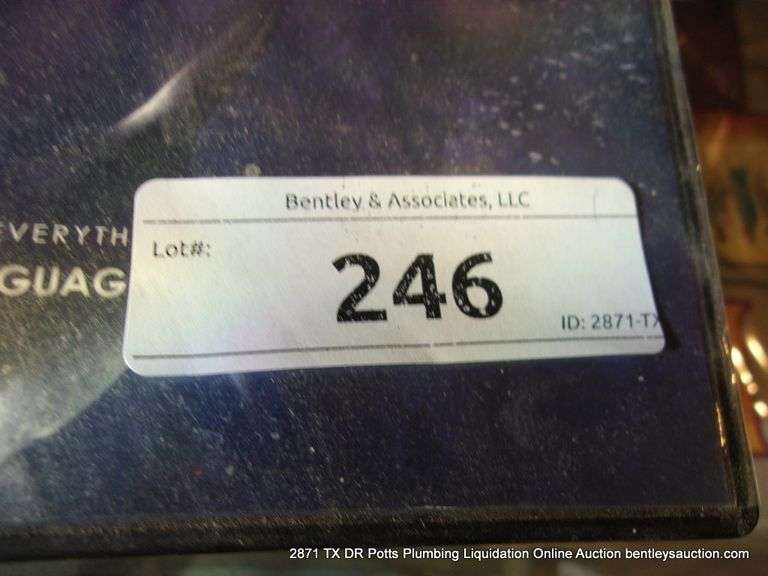 Bentley & Associates, LLC
EVERYTH
Lot#:
GUAG
246
ID: 2871-TX
2871 TX DR Potts Plumbing Liquidation Online Auction bentleysauction.com